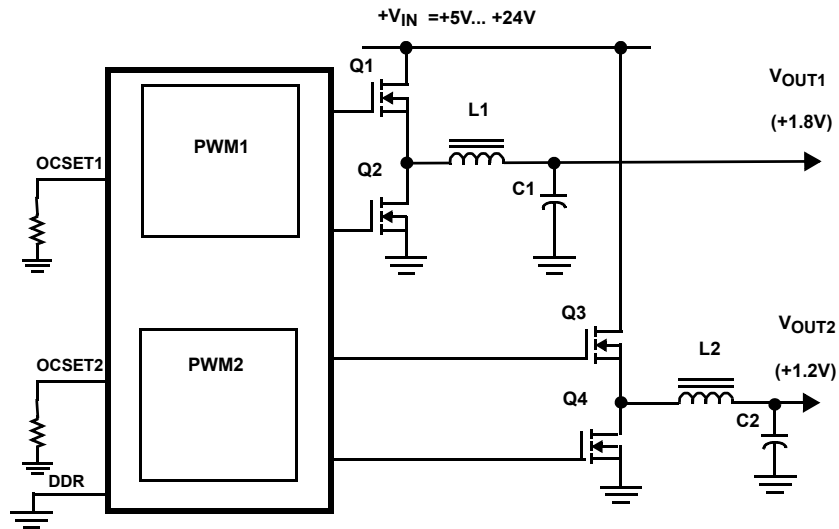 +VIN =+5V... +24V
Q1
VOUT1
L1
(+1.8V)
PWM1
OCSET1
Q2
C1
Q3
VOUT2
L2
OCSET2
PWM2
(+1.2V)
Q4
C2
DDR